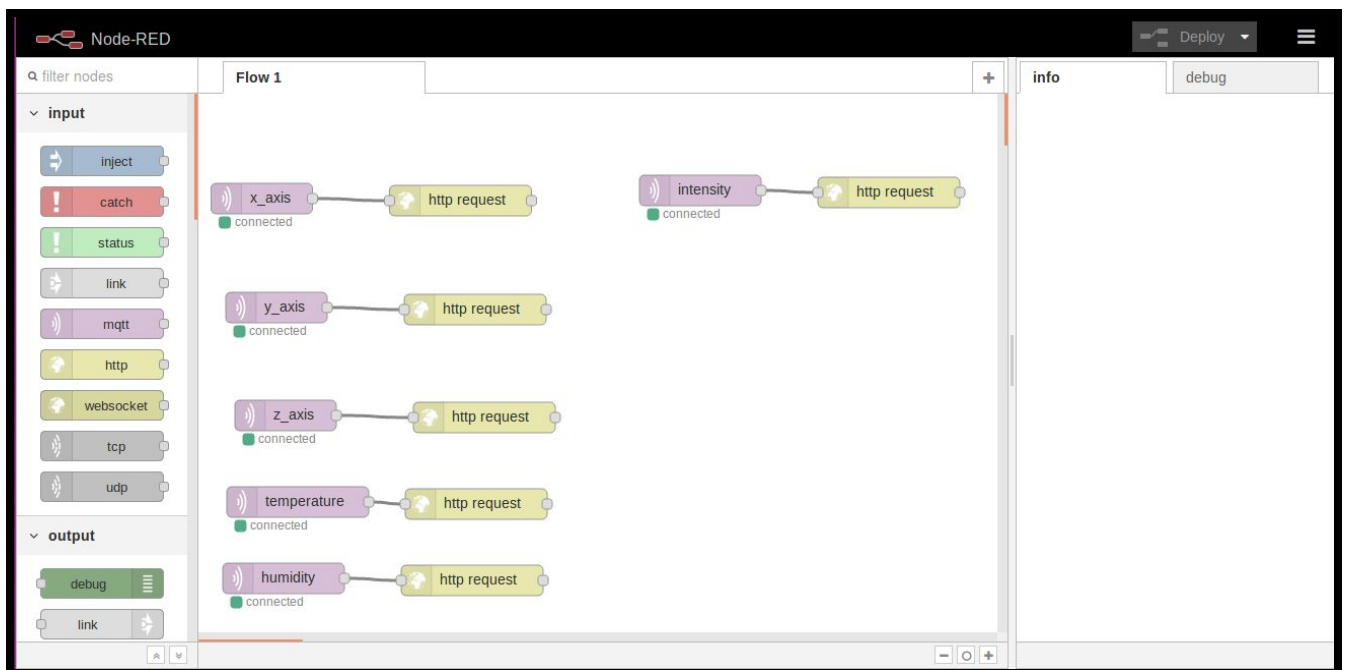 Node-RED
Deploy
filter nodes
Flow 1
info
debug
input
inject
catch
status
link
mqtt
http
websocket
tcp
udp
output
debug
link
x_axis
http request
connected
intensity
http request
connected
y_axis
http request
connected
z_axis
http request
connected
temperature
http request
connected
humidity
http request
connected